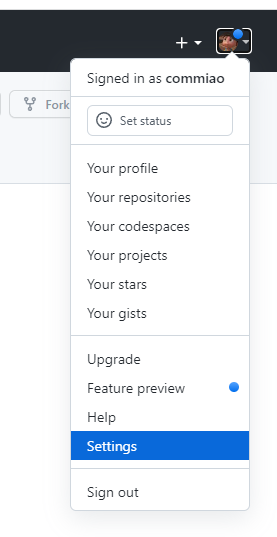 Fork
Signed in as commiao
Set status
Your profile
Your repositories
Your codespaces
Your projects
Your stars
Your gists
Upgrade
Feature preview
Help
Settings
Sign out